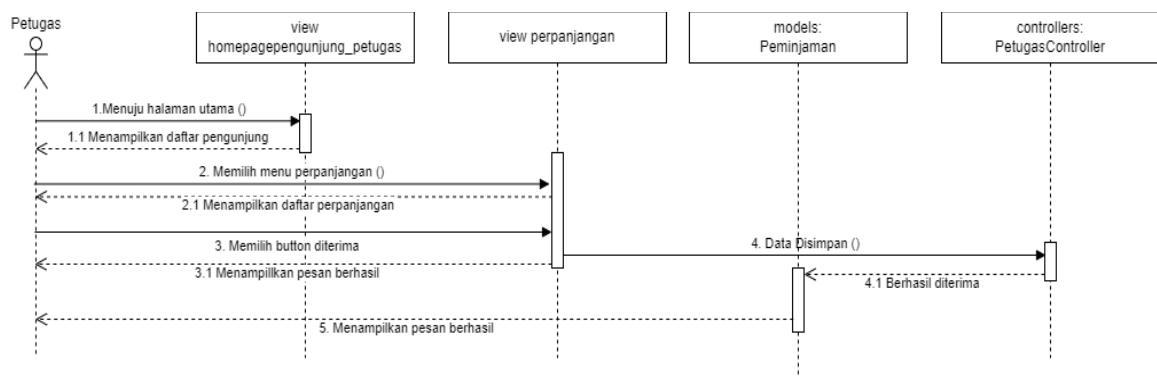 Petugas
view
homepagepengunjung_petugas
view perpanjangan
models:
Peminjaman
controllers:
PetugasController
1.Menuju halaman utama ()
1.1 Menampilkan daftar pengunjung
2. Memilih menu perpanjangan ()
2.1 Menampilkan daftar perpanjangan
3. Memilih button diterima
4. Data Disimpan ()
3.1 Menampillkan pesan berhasil
4.1 Berhasil diterima
5. Menampilkan pesan berhasil